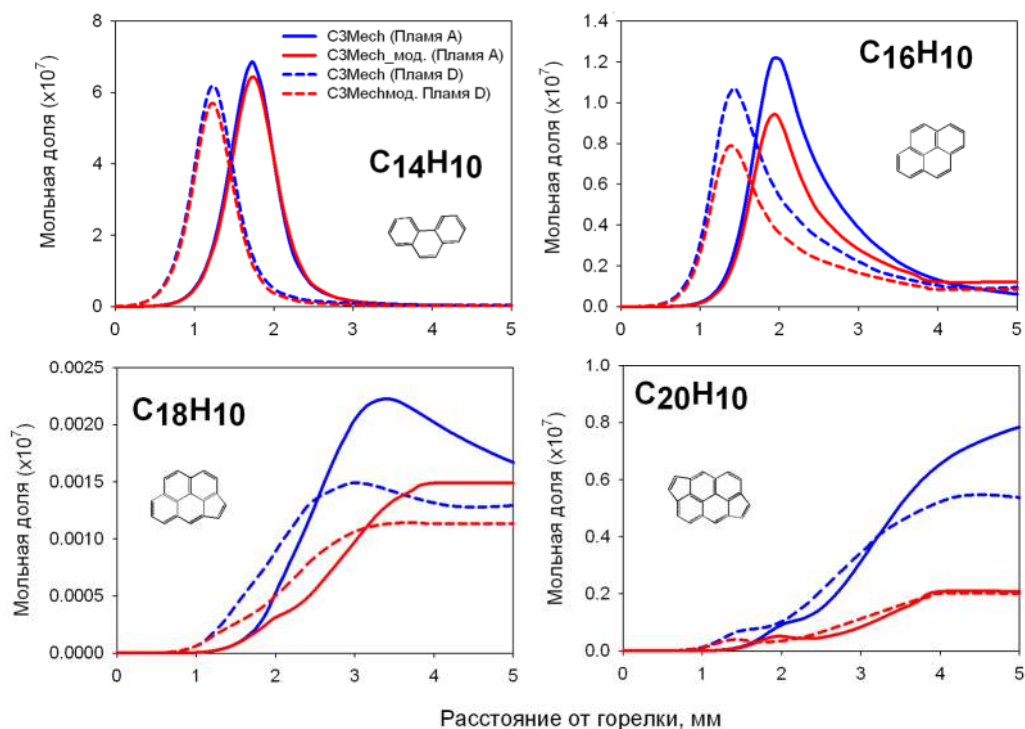 C3Mech (Пламя A)
C3Mech_мод. (Пламя A)
C3Mech (Пламя D)
C3Mechмод. Пламя D)
C14H10
Мольная доля (x10⁷)
8
6
4
2
0
0 1 2 3 4 5
C16H10
Мольная доля (x10⁷)
1.4
1.2
1.0
0.8
0.6
0.4
0.2
0.0
0 1 2 3 4 5
C18H10
Мольная доля (x10⁷)
0.0025
0.0020
0.0015
0.0010
0.0005
0.0000
0 1 2 3 4 5
C20H10
Мольная доля (x10⁷)
1.0
0.8
0.6
0.4
0.2
0.0
0 1 2 3 4 5
Расстояние от горелки, мм